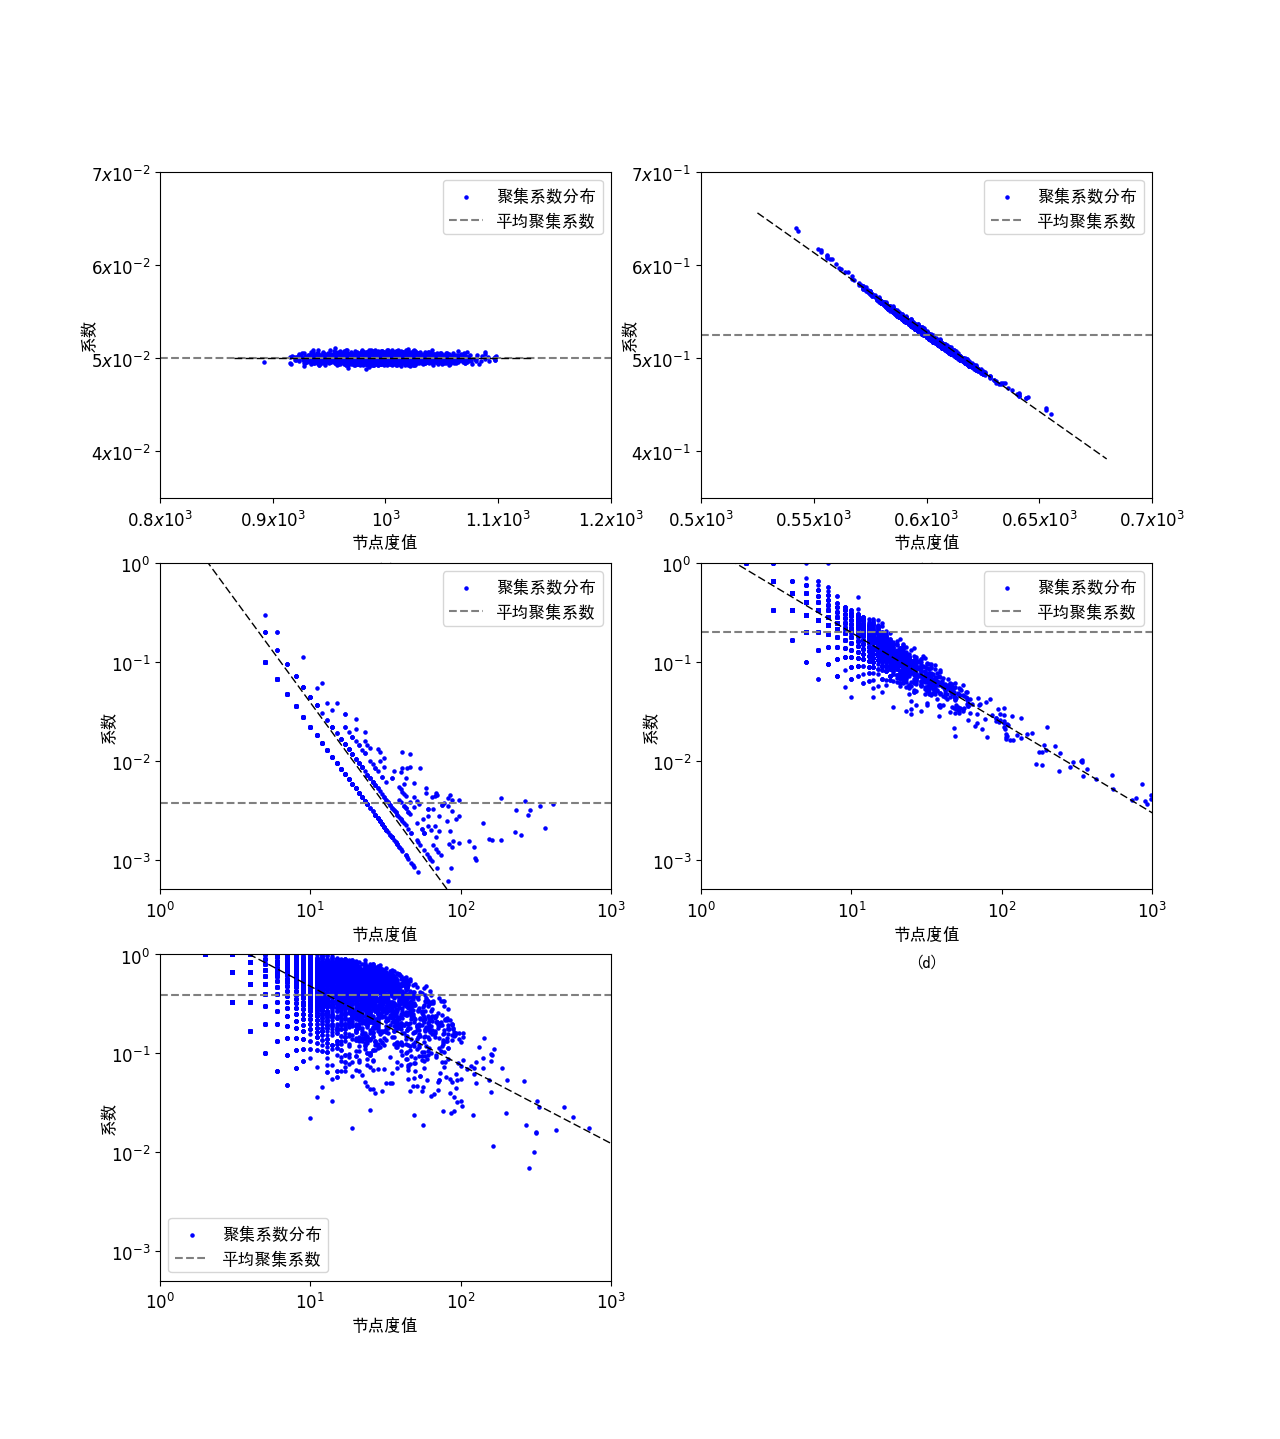 7x10⁻²
6x10⁻²
5x10⁻²
4x10⁻²
系数
聚集系数分布
平均聚集系数
0.8x10³ 0.9x10³ 10³ 1.1x10³ 1.2x10³
节点度值
7x10⁻¹
6x10⁻¹
5x10⁻¹
4x10⁻¹
系数
聚集系数分布
平均聚集系数
0.5x10³ 0.55x10³ 0.6x10³ 0.65x10³ 0.7x10³
节点度值
10⁰
10⁻¹
10⁻²
10⁻³
系数
聚集系数分布
平均聚集系数
10⁰ 10¹ 10² 10³
节点度值
10⁰
10⁻¹
10⁻²
10⁻³
系数
聚集系数分布
平均聚集系数
10⁰ 10¹ 10² 10³
节点度值
(d)
10⁰
10⁻¹
10⁻²
10⁻³
系数
聚集系数分布
平均聚集系数
10⁰ 10¹ 10² 10³
节点度值